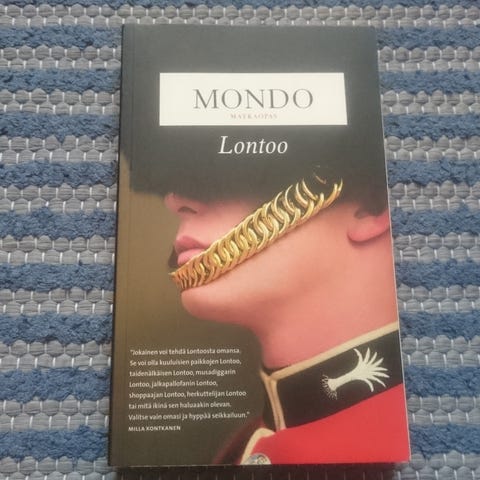 MONDO
MATKAOPAS
Lontoo
"Jokainen voi tehdä Lontoosta omansa.
Se voi olla kuuluisien paikkojen Lontoo,
taidenälkäisen Lontoo, musadiggarin
Lontoo, jalkapallofanin Lontoo,
shoppaajan Lontoo, herkuttelijan Lontoo
tai mitä ikinä sen haluaakin olevan.
Valitse vain omasi ja hyppää seikkailuun."
MILLA KONTKANEN